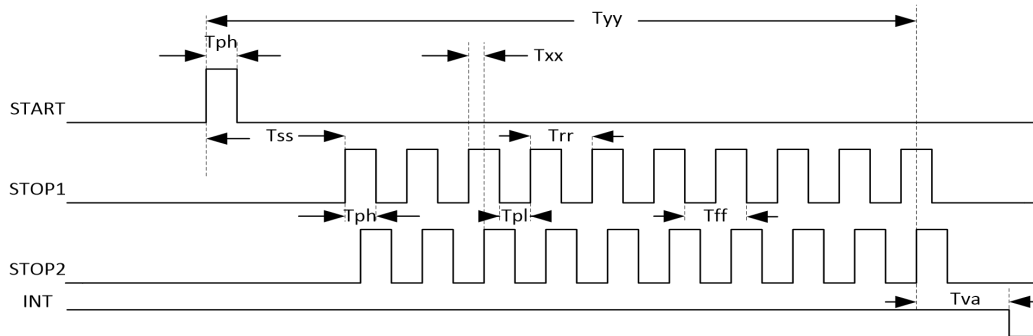 Tyy
Tph
Txx
START
Tss
Trr
STOP1
Tph
Tpl
Tff
STOP2
INT
Tva